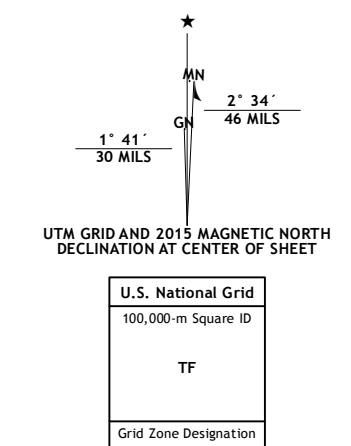 MN
GN
2° 34´
46 MILS
1° 41´
30 MILS
UTM GRID AND 2015 MAGNETIC NORTH
DECLINATION AT CENTER OF SHEET
U.S. National Grid
100,000-m Square ID
TF
Grid Zone Designation